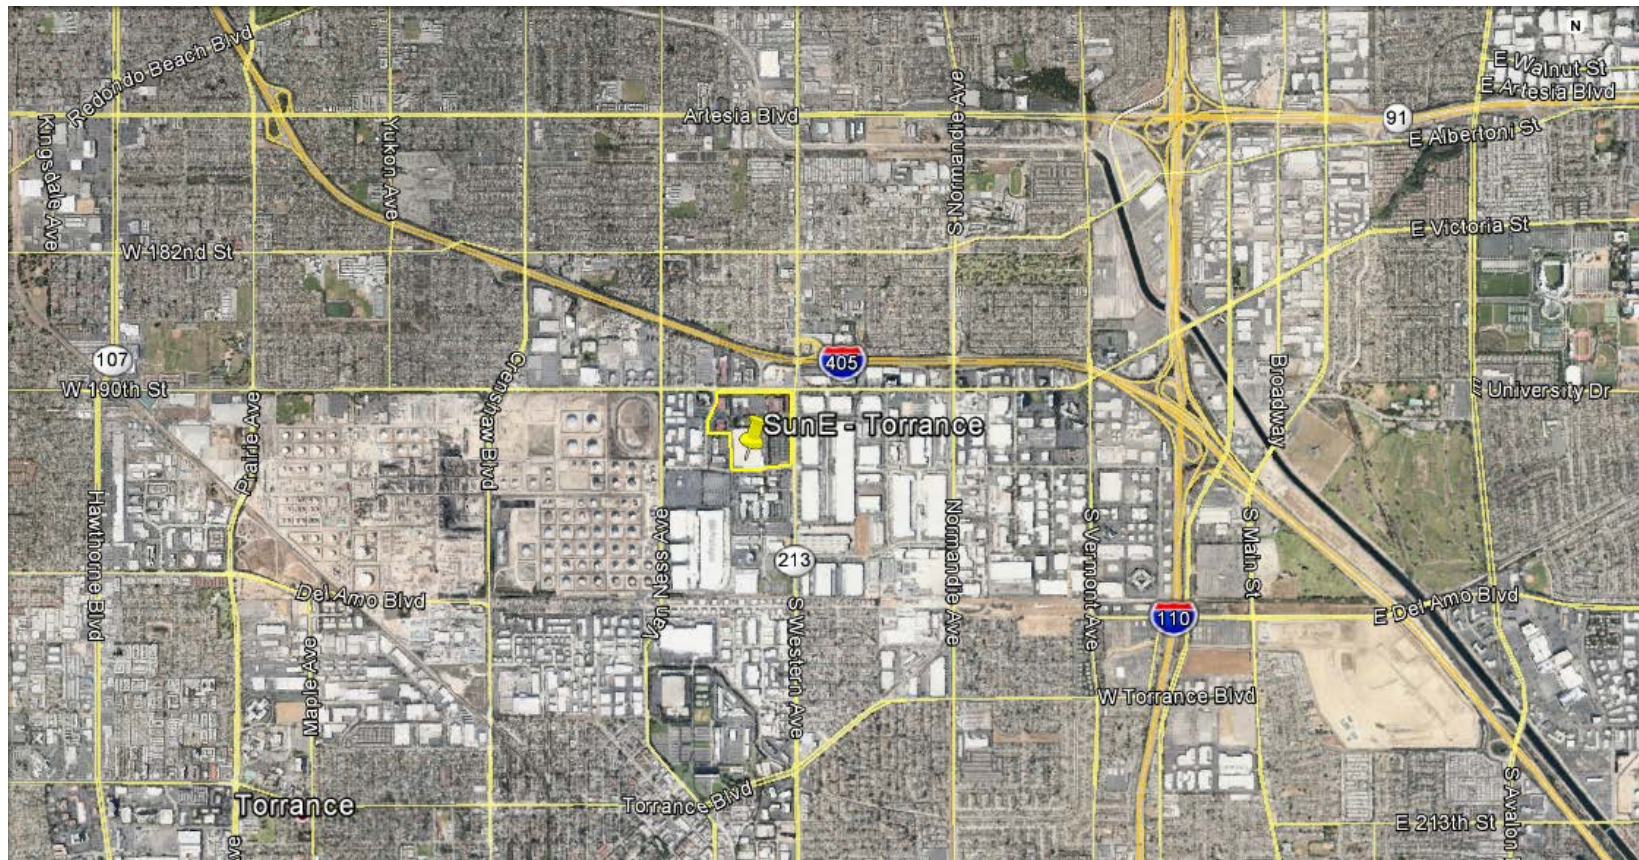 N
Redondo Beach Blvd
E Walnut St
E Artesia Blvd
Artesia Blvd
91
Kingsdale Ave
Yukon Ave
S Normandie Ave
E Albertoni St
W 182nd St
E Victoria St
107
405
W 190th St
Crenshaw Blvd
Broadway
University Dr
Prairie Ave
SunE - Torrance
Hawthorne Blvd
Van Ness Ave
213
Normandie Ave
S Vermont Ave
S Main St
Del Amo Blvd
110
E Del Amo Blvd
Maple Ave
S Western Ave
W Torrance Blvd
Torrance
Torrance Blvd
S Avalon
E 213th St
ve